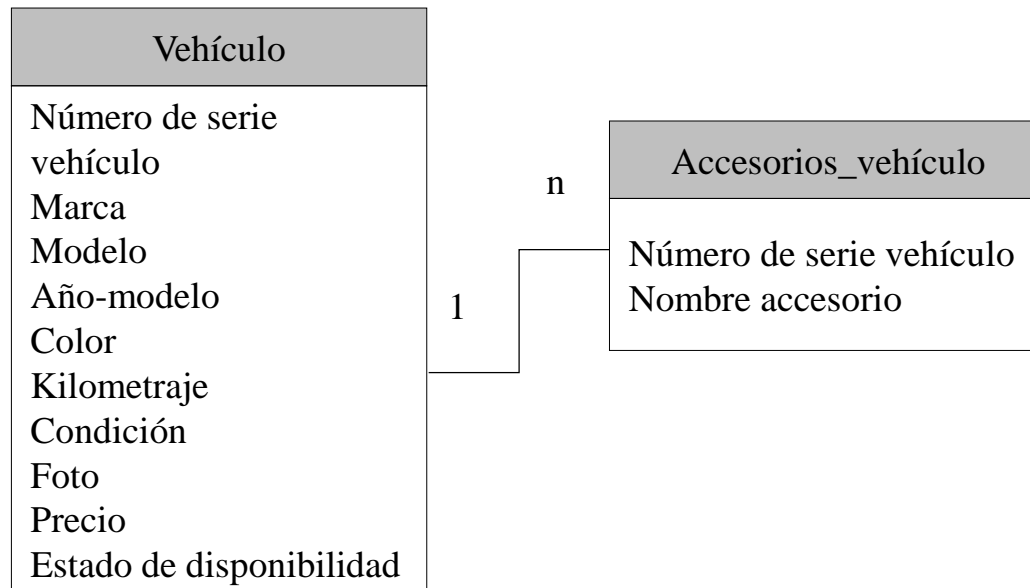 Vehículo
Número de serie
vehículo
Marca
Modelo
Año-modelo
Color
Kilometraje
Condición
Foto
Precio
Estado de disponibilidad
1
n
Accesorios_vehículo
Número de serie vehículo
Nombre accesorio